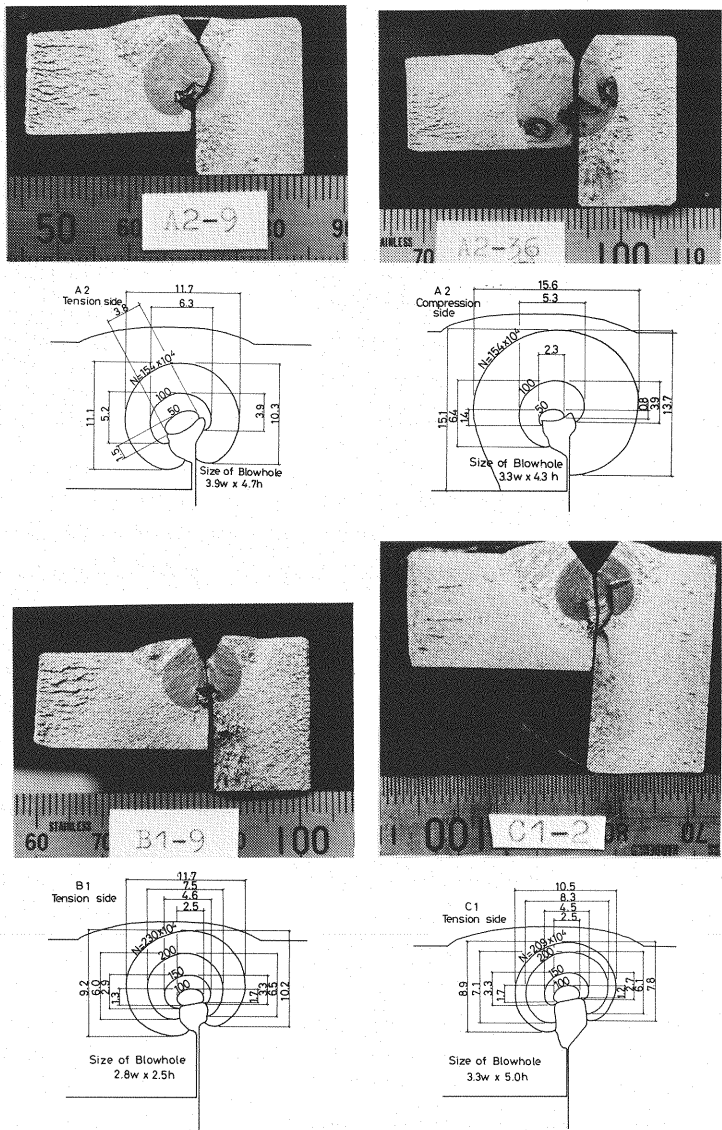 50 60 80 9
A2-9
STAINLESS
70 100 110
A2-36
A2
Tension side
11.7
6.3
3.8
N=154×10⁴
100
50
11.1
5.2
1.5
3.9
10.3
Size of Blowhole
3.9w x 4.7h
A2
Compression
side
15.6
5.3
2.3
N=154×10⁴
100
50
15.1
6.4
1.4
0.8
3.9
13.7
Size of Blowhole
3.3w x 4.3h
STAINLESS
60 70 100
B1-9
001
C1-2
B1
Tension side
11.7
7.5
4.6
2.5
N=230×10⁴
200
150
100
9.2
6.0
2.9
1.3
1.7
3.3
6.5
10.2
Size of Blowhole
2.8w x 2.5h
C1
Tension side
10.5
8.3
4.5
2.5
N=209×10⁴
200
150
100
8.9
7.1
3.3
1.7
1.2
2.7
6.1
7.8
Size of Blowhole
3.3w x 5.0h